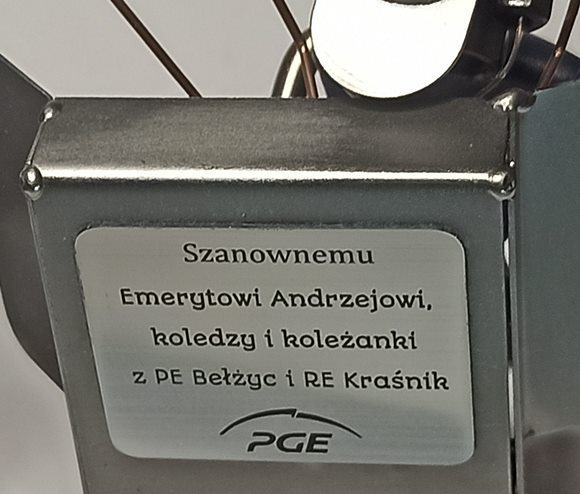 Szanownemu
Emerytowi Andrzejowi,
koledzy i koleżanki
z PE Bełżyc i RE Kraśnik
PGE